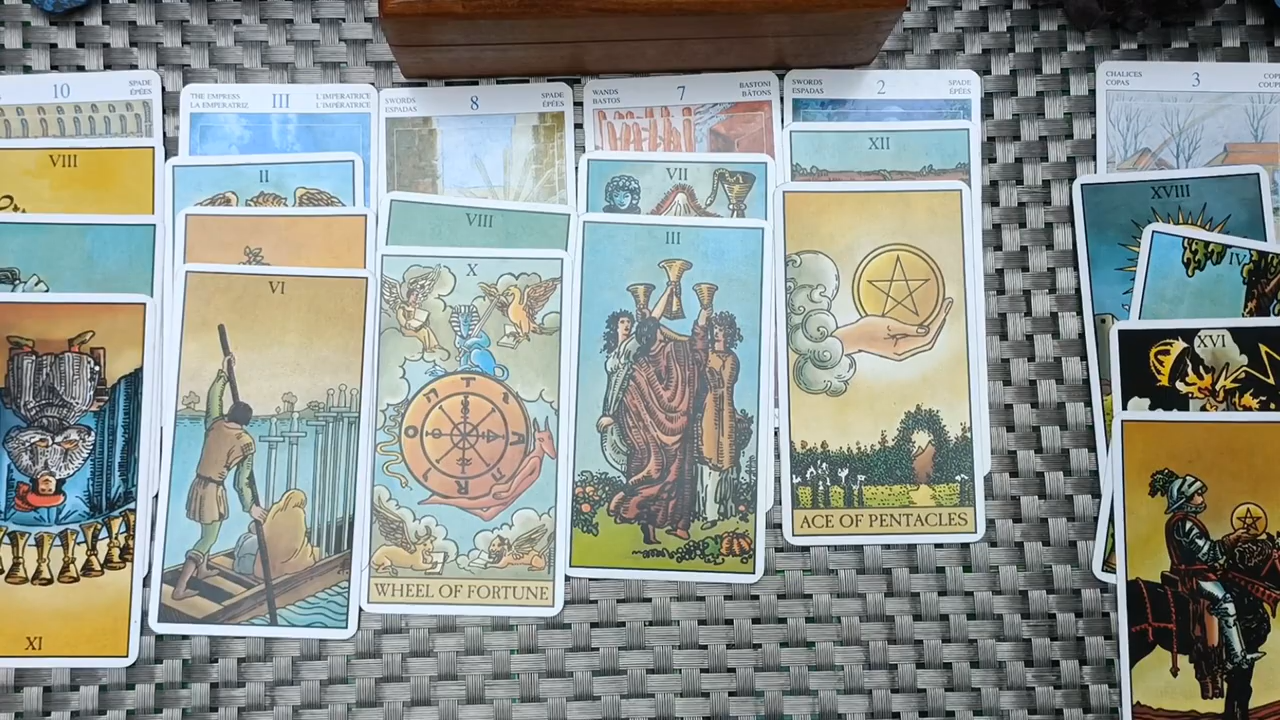 10
SPADE
ÉPÉES
VIII
IX
THE EMPRESS
LA EMPERATRIZ
III
L'IMPERATRICE
L'IMPÉRATRICE
II
VI
SWORDS
ESPADAS
8
SPADE
ÉPÉES
VIII
X
T
A
R
O
WHEEL OF FORTUNE
WANDS
BASTOS
7
BASTONI
BÂTONS
VII
III
SWORDS
ESPADAS
2
SPADE
ÉPÉES
XII
ACE OF PENTACLES
CHALICES
COPAS
3
XVIII
IV
XVI